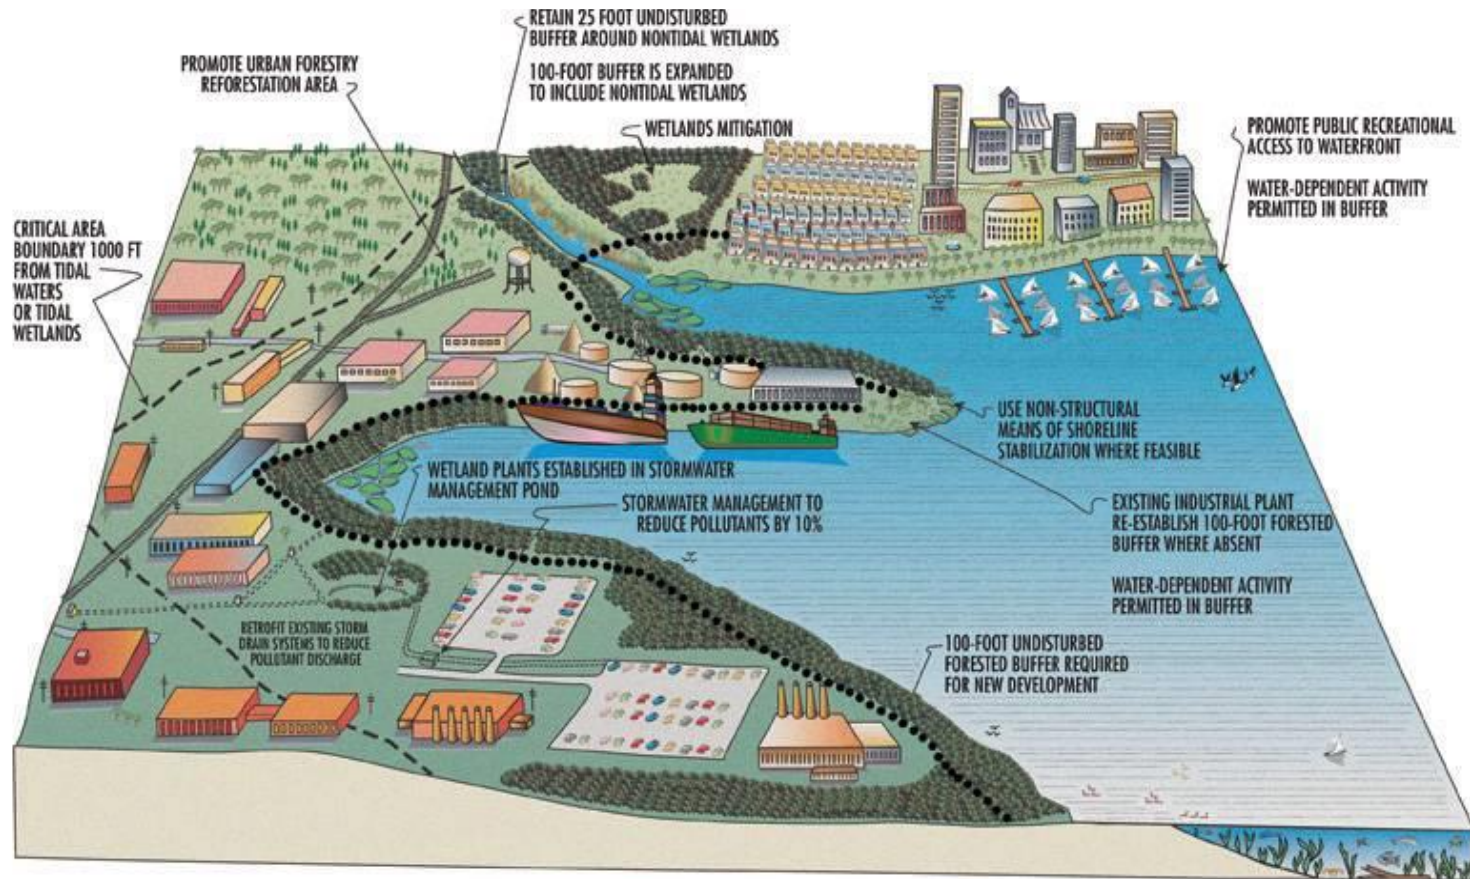 RETAIN 25 FOOT UNDISTURBED
BUFFER AROUND NONTIDAL WETLANDS
100-FOOT BUFFER IS EXPANDED
TO INCLUDE NONTIDAL WETLANDS
PROMOTE URBAN FORESTRY
REFORESTATION AREA
WETLANDS MITIGATION
PROMOTE PUBLIC RECREATIONAL
ACCESS TO WATERFRONT
WATER-DEPENDENT ACTIVITY
PERMITTED IN BUFFER
CRITICAL AREA
BOUNDARY 1000 FT
FROM TIDAL
WATERS
OR TIDAL
WETLANDS
USE NON-STRUCTURAL
MEANS OF SHORELINE
STABILIZATION WHERE FEASIBLE
WETLAND PLANTS ESTABLISHED IN STORMWATER
MANAGEMENT POND
STORMWATER MANAGEMENT TO
REDUCE POLLUTANTS BY 10%
EXISTING INDUSTRIAL PLANT
RE-ESTABLISH 100-FOOT FORESTED
BUFFER WHERE ABSENT
WATER-DEPENDENT ACTIVITY
PERMITTED IN BUFFER
RETROFIT EXISTING STORM
DRAIN SYSTEMS TO REDUCE
POLLUTANT DISCHARGE
100-FOOT UNDISTURBED
FORESTED BUFFER REQUIRED
FOR NEW DEVELOPMENT